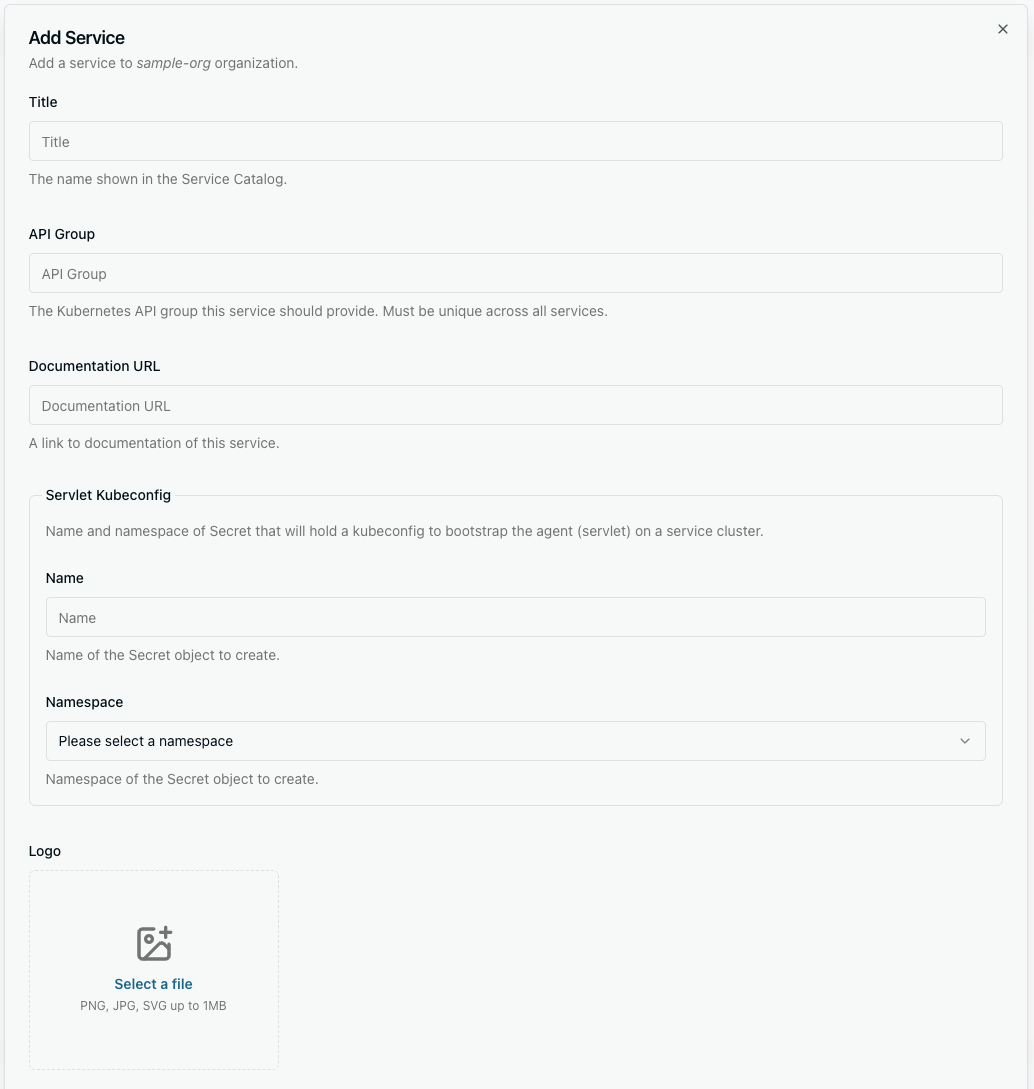 Add Service
Add a service to sample-org organization.
Title
Title
The name shown in the Service Catalog.
API Group
API Group
The Kubernetes API group this service should provide. Must be unique across all services.
Documentation URL
Documentation URL
A link to documentation of this service.
Servlet Kubeconfig
Name and namespace of Secret that will hold a kubeconfig to bootstrap the agent (servlet) on a service cluster.
Name
Name
Name of the Secret object to create.
Namespace
Please select a namespace
Namespace of the Secret object to create.
Logo
Select a file
PNG, JPG, SVG up to 1MB